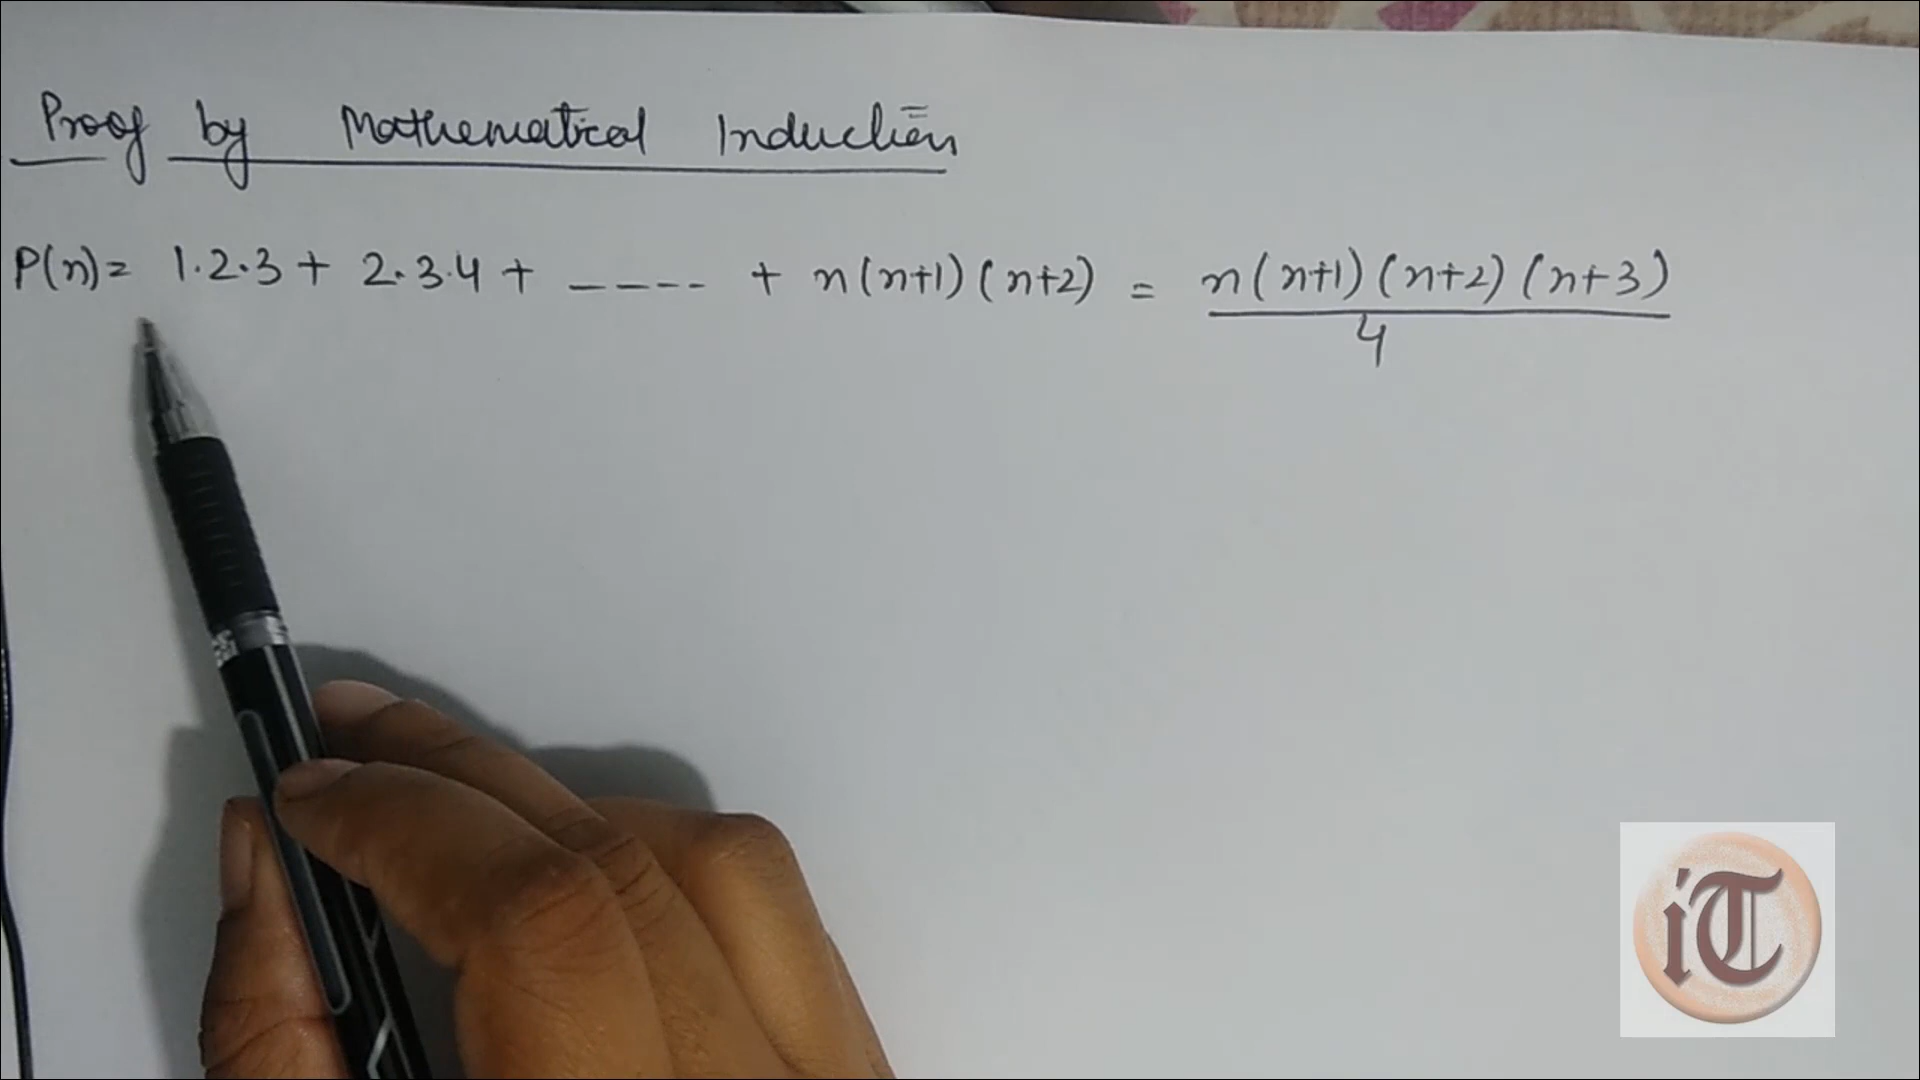 Proof by Mathematical Induction
P(n)= 1·2·3 + 2·3·4 + ---- + n(n+1)(n+2) = n(n+1)(n+2)(n+3)
4
iT